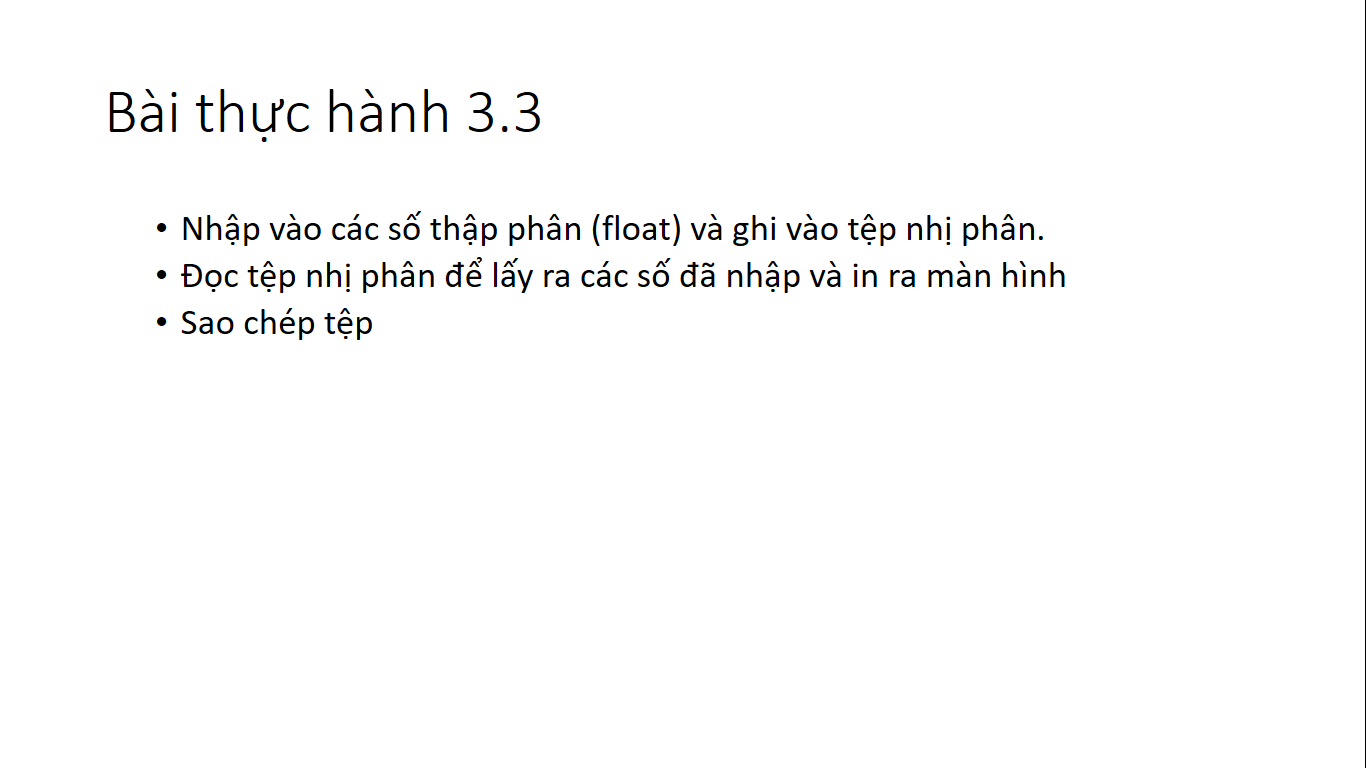 Bài thực hành 3.3
• Nhập vào các số thập phân (float) và ghi vào tệp nhị phân.
• Đọc tệp nhị phân để lấy ra các số đã nhập và in ra màn hình
• Sao chép tệp